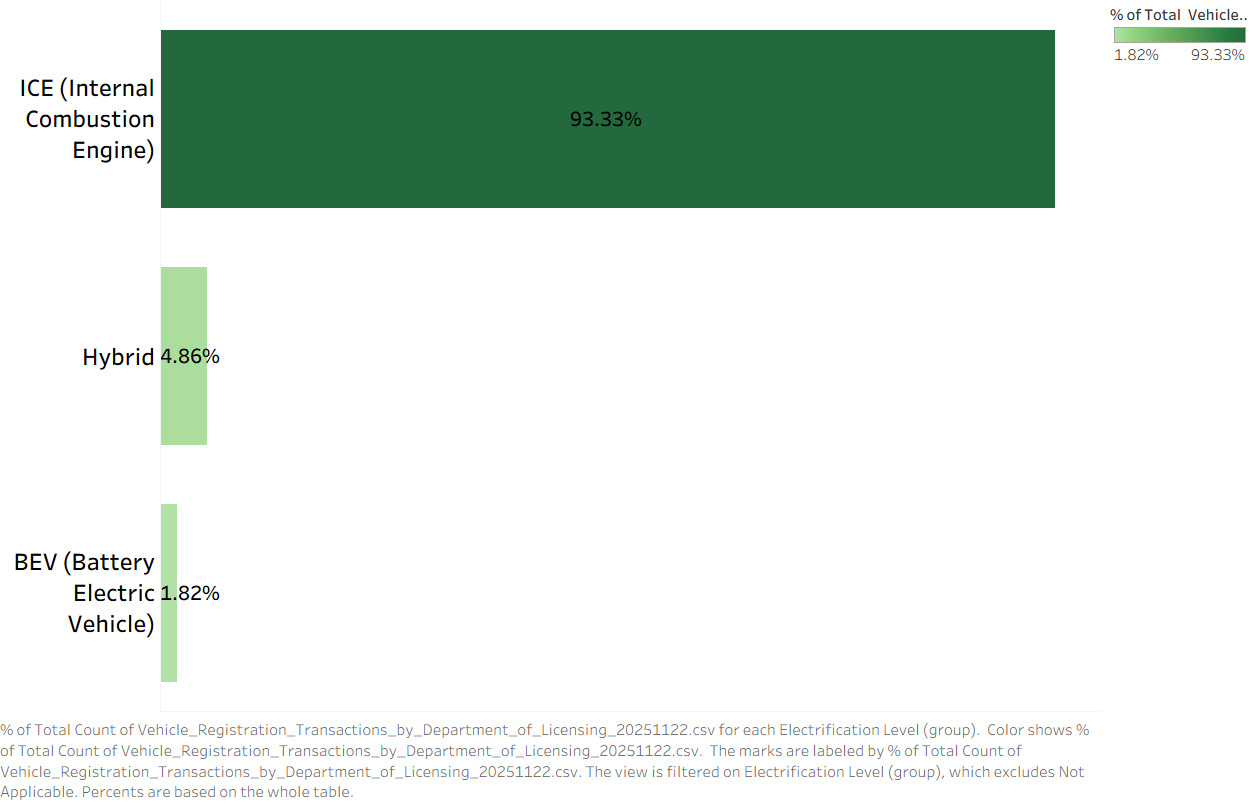 % of Total Vehicle..
1.82% 93.33%
ICE (Internal
Combustion
Engine)
93.33%
Hybrid
4.86%
BEV (Battery
Electric
Vehicle)
1.82%
% of Total Count of Vehicle_Registration_Transactions_by_Department_of_Licensing_20251122.csv for each Electrification Level (group).  Color shows %
of Total Count of Vehicle_Registration_Transactions_by_Department_of_Licensing_20251122.csv.  The marks are labeled by % of Total Count of
Vehicle_Registration_Transactions_by_Department_of_Licensing_20251122.csv. The view is filtered on Electrification Level (group), which excludes Not
Applicable. Percents are based on the whole table.